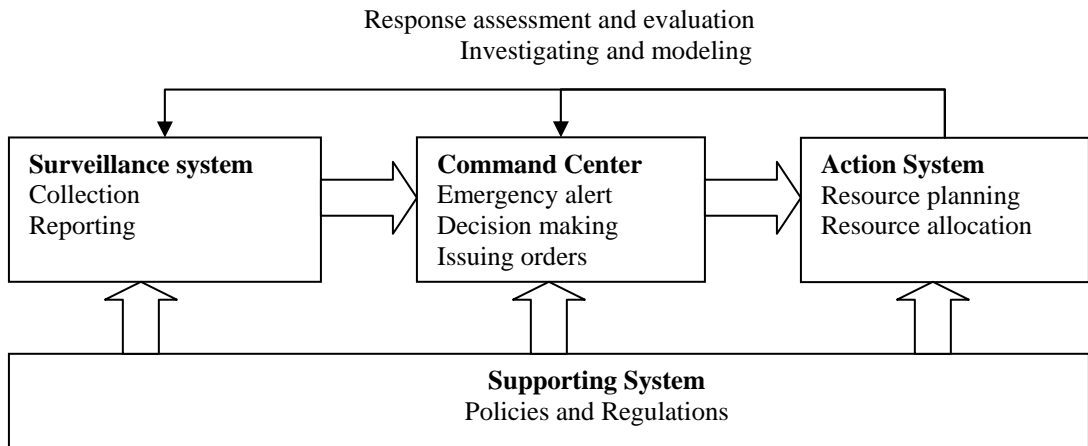 Response assessment and evaluation
Investigating and modeling
Surveillance system
Collection
Reporting
Command Center
Emergency alert
Decision making
Issuing orders
Action System
Resource planning
Resource allocation
Supporting System
Policies and Regulations